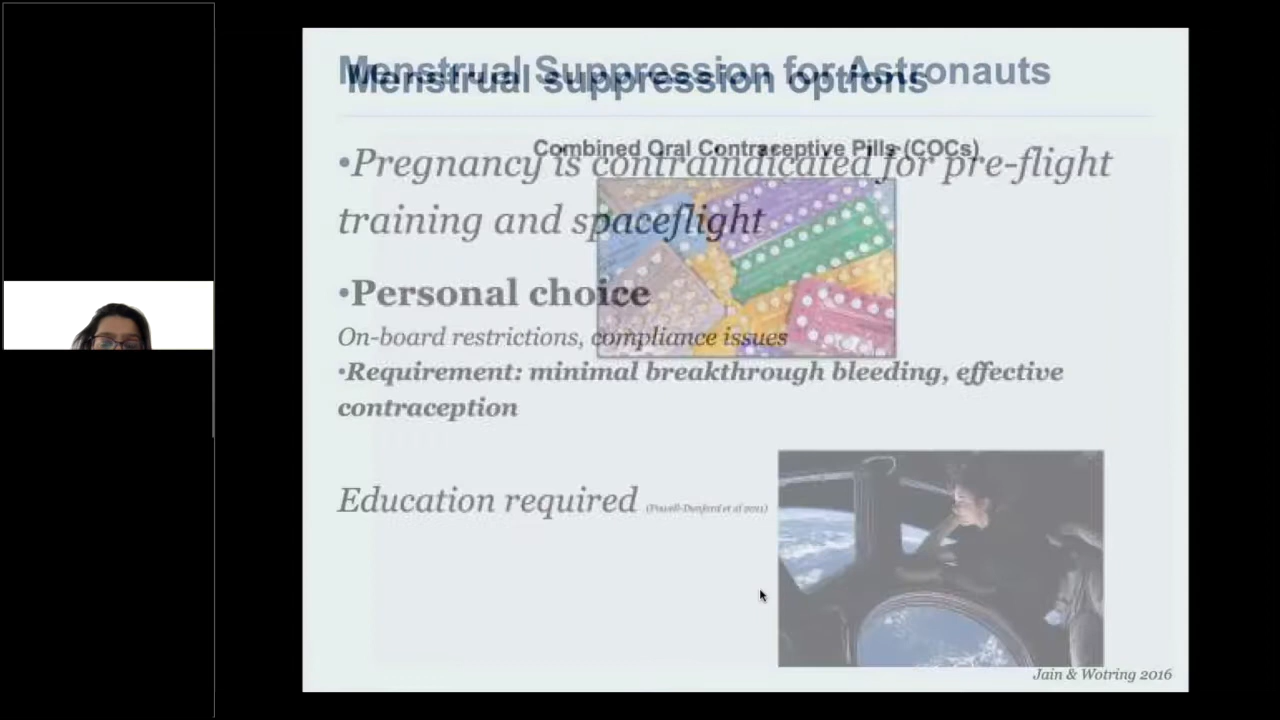 Menstrual Suppression for Astronauts
Menstrual suppression options
Combined Oral Contraceptive Pills (COCs)
•Pregnancy is contraindicated for pre-flight
training and spaceflight
•Personal choice
On-board restrictions, compliance issues
•Requirement: minimal breakthrough bleeding, effective
contraception
Education required (Powell-Dunford et al 2011)
Jain & Wotring 2016